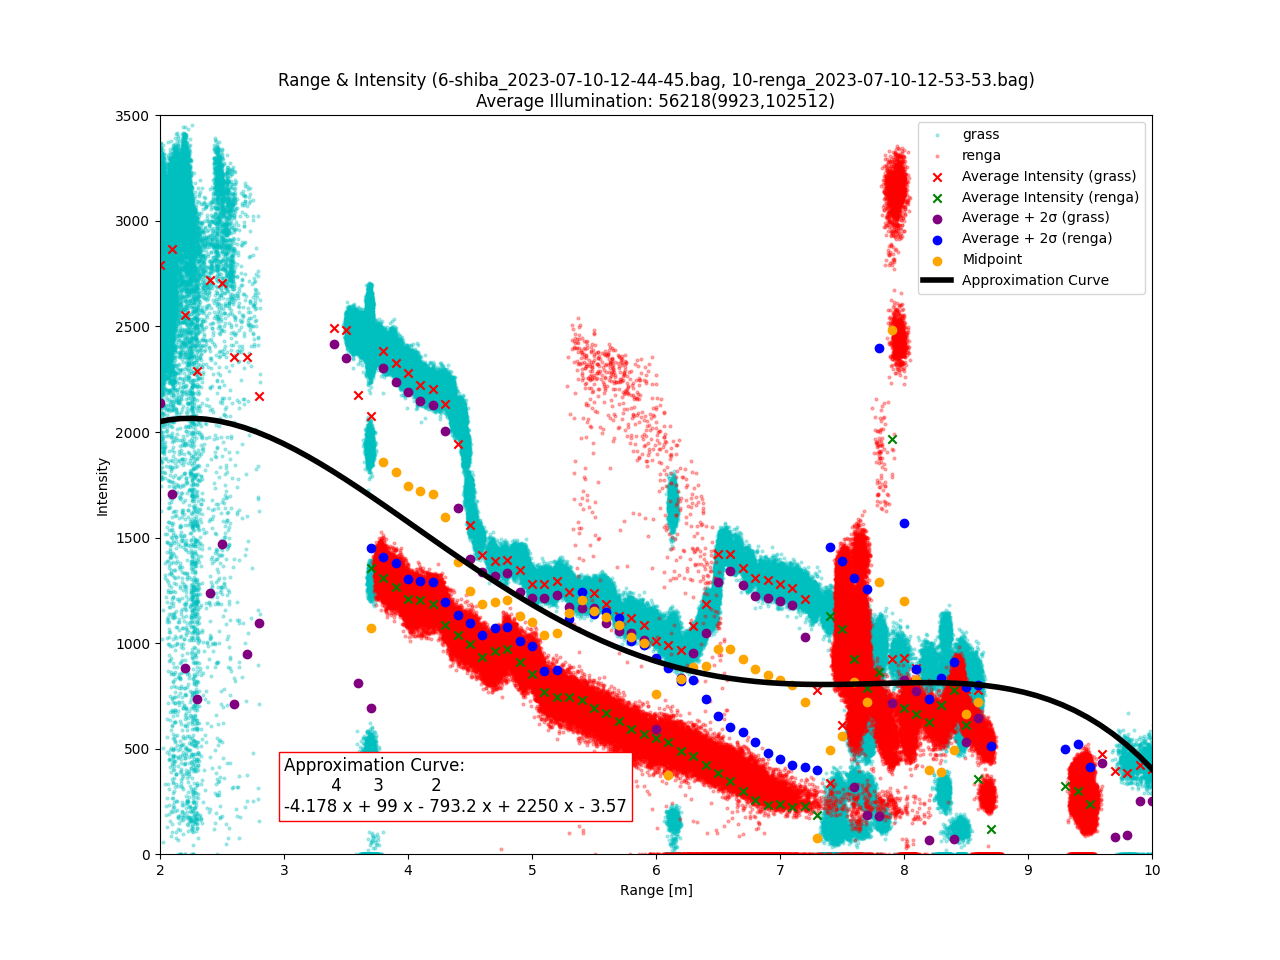 Range & Intensity (6-shiba_2023-07-10-12-44-45.bag, 10-renga_2023-07-10-12-53-53.bag)
Average Illumination: 56218(9923,102512)
3500
3000
2500
2000
1500
1000
500
0
Intensity
grass
renga
Average Intensity (grass)
Average Intensity (renga)
Average + 2σ (grass)
Average + 2σ (renga)
Midpoint
Approximation Curve
Approximation Curve:
4 3 2
-4.178 x + 99 x - 793.2 x + 2250 x - 3.57
2 3 4 5 6 7 8 9 10
Range [m]